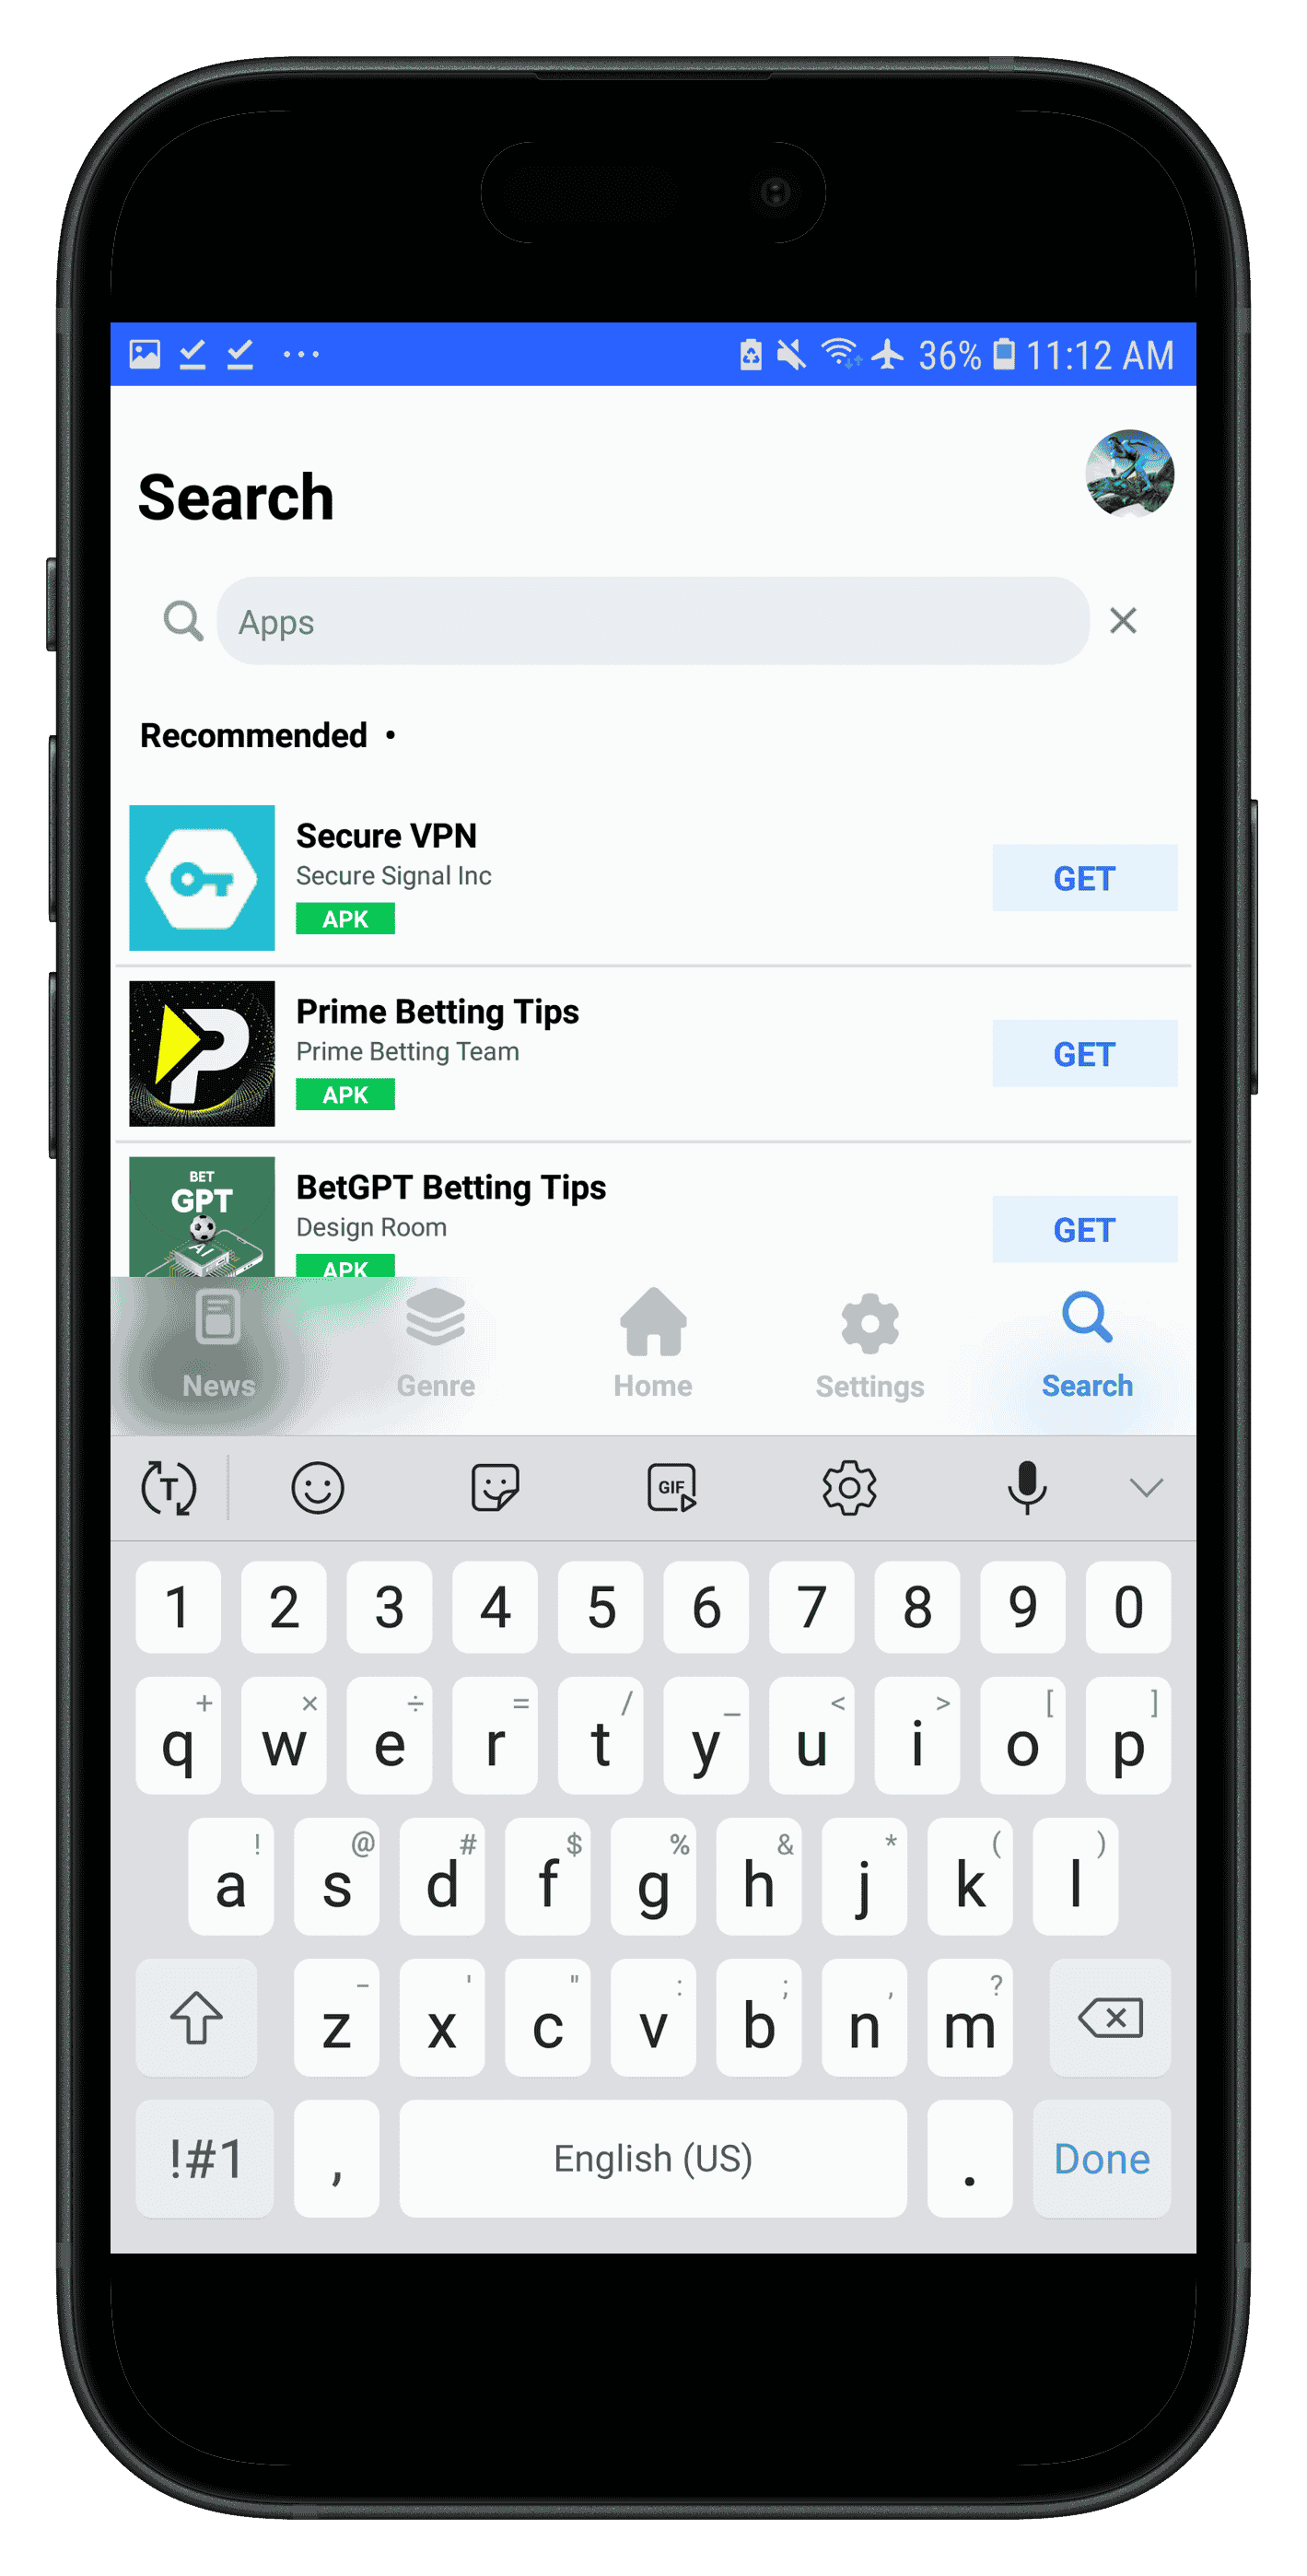 36% 11:12 AM
Search
Apps
Recommended •
Secure VPN
Secure Signal Inc
APK
GET
Prime Betting Tips
Prime Betting Team
APK
GET
BET
GPT
AI
BetGPT Betting Tips
Design Room
APK
GET
News Genre Home Settings Search
T GIF
1 2 3 4 5 6 7 8 9 0
+ × ÷ = / _ < > [ ]
q w e r t y u i o p
! @ # $ % & * ( )
a s d f g h j k l
- ' " : ; , ?
z x c v b n m
!#1 , English (US) . Done